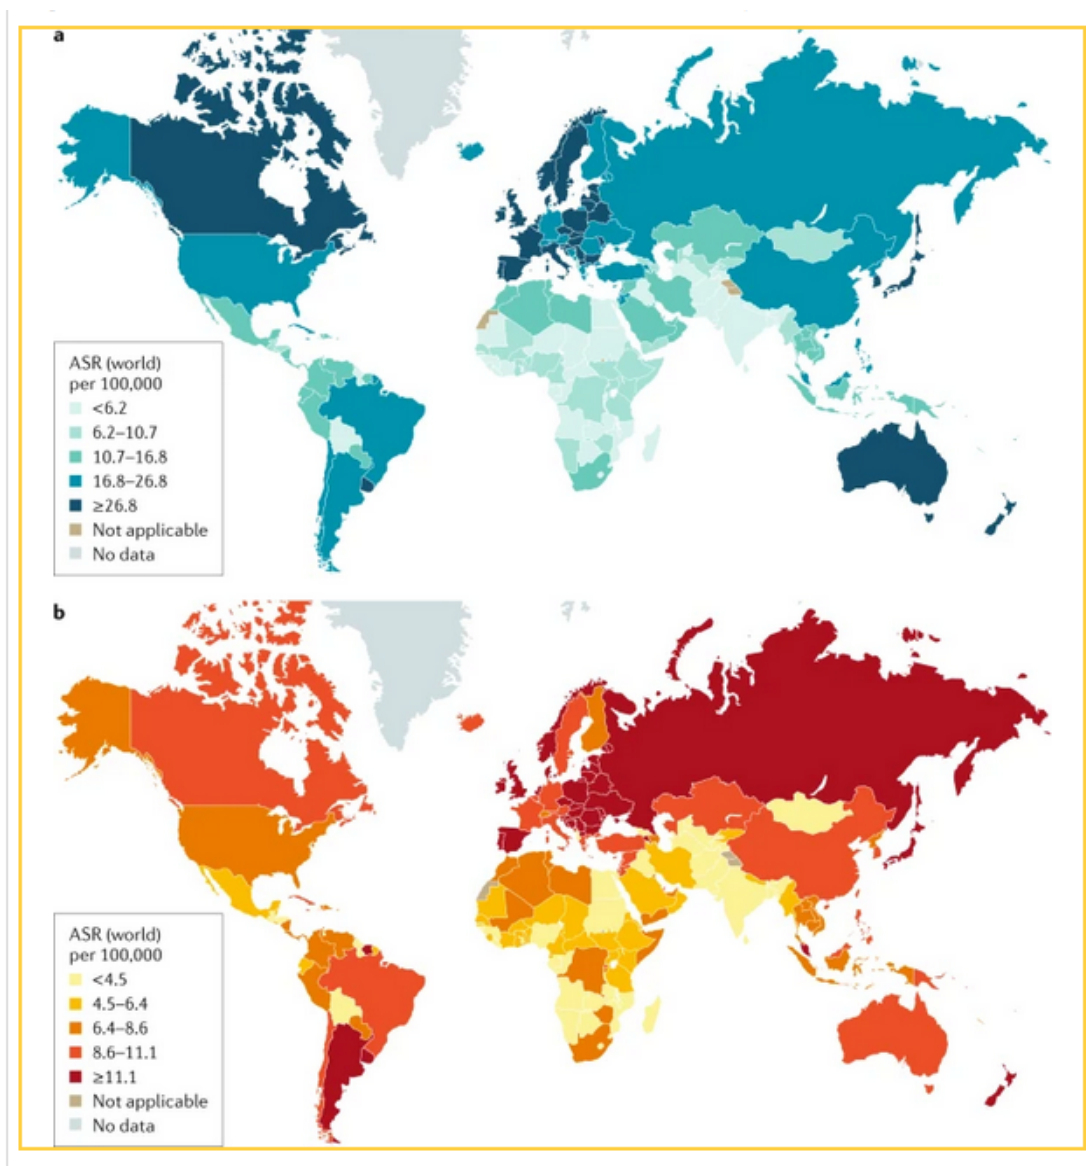 a
ASR (world)
per 100,000
<6.2
6.2–10.7
10.7–16.8
16.8–26.8
≥26.8
Not applicable
No data
b
ASR (world)
per 100,000
<4.5
4.5–6.4
6.4–8.6
8.6–11.1
≥11.1
Not applicable
No data